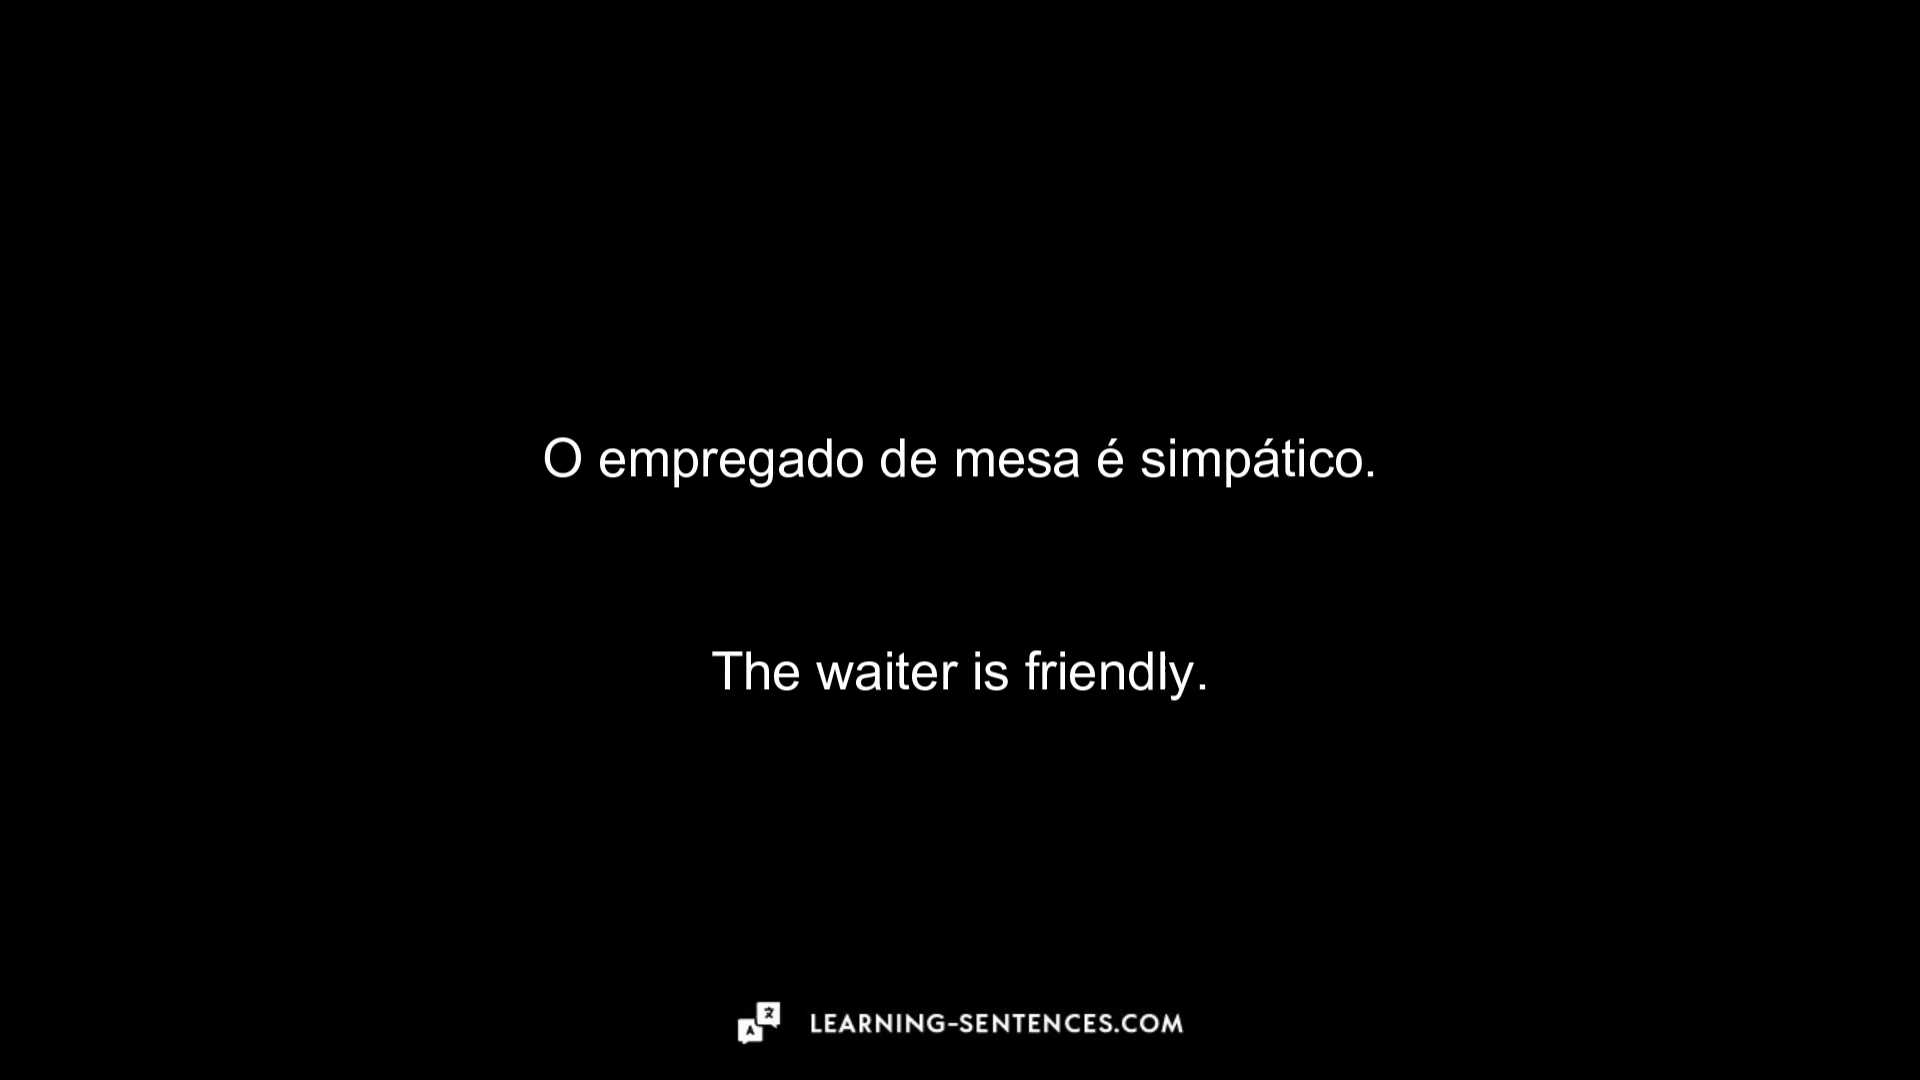 O empregado de mesa é simpático.
The waiter is friendly.
LEARNING-SENTENCES.COM